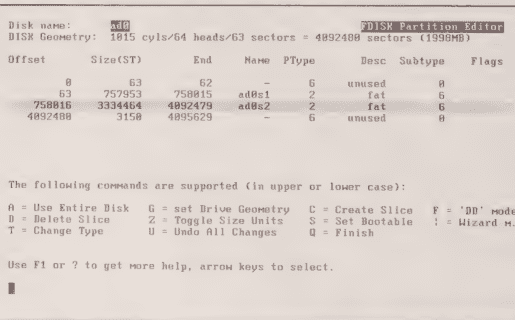 Disk name: ad0 FDISK Partition Editor
DISK Geometry: 1015 cyls/64 heads/63 sectors = 4092480 sectors (1998MB)
Offset Size(ST) End Name PType Desc Subtype Flags
0 63 62 - 6 unused 0
63 757953 758015 ad0s1 2 fat 6
758016 3334464 4092479 ad0s2 2 fat 6
4092480 3150 4095629 - 6 unused 0
The following commands are supported (in upper or lower case):
A = Use Entire Disk G = set Drive Geometry C = Create Slice F = 'DD' mode
D = Delete Slice Z = Toggle Size Units S = Set Bootable | = Wizard m.
T = Change Type U = Undo All Changes Q = Finish
Use F1 or ? to get more help, arrow keys to select.